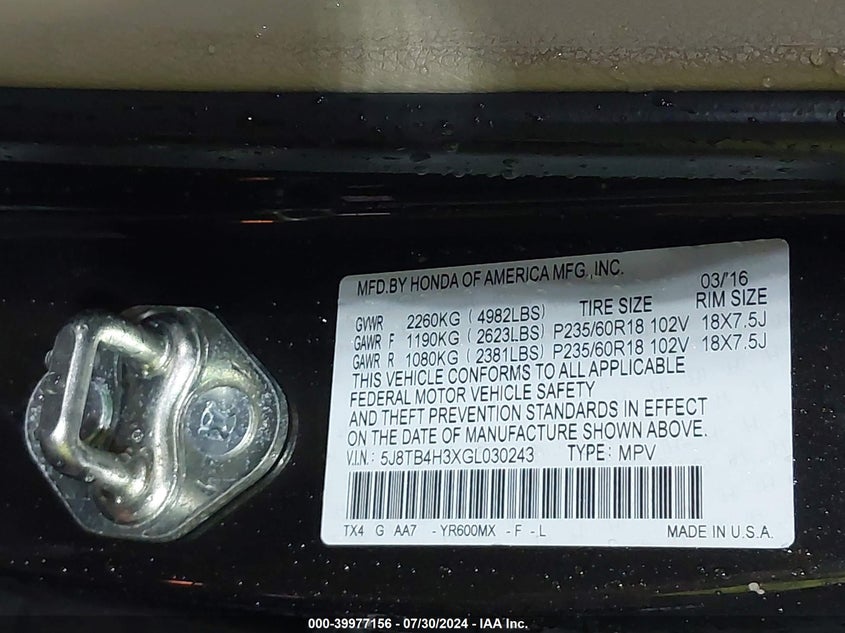 MFD.BY HONDA OF AMERICA MFG.,INC. 03/'16
GVWR 2260KG ( 4982LBS) TIRE SIZE RIM SIZE
GAWR F 1190KG ( 2623LBS) P235/60R18 102V 18X7.5J
GAWR R 1080KG ( 2381LBS) P235/60R18 102V 18X7.5J
THIS VEHICLE CONFORMS TO ALL APPLICABLE
FEDERAL MOTOR VEHICLE SAFETY
AND THEFT PREVENTION STANDARDS IN EFFECT
ON THE DATE OF MANUFACTURE SHOWN ABOVE.
V.I.N.: 5J8TB4H3XGL030243 TYPE: MPV
TX4 G AA7 -YR600MX -F -L MADE IN U.S.A.
000-39977156 - 07/30/2024 - IAA Inc.